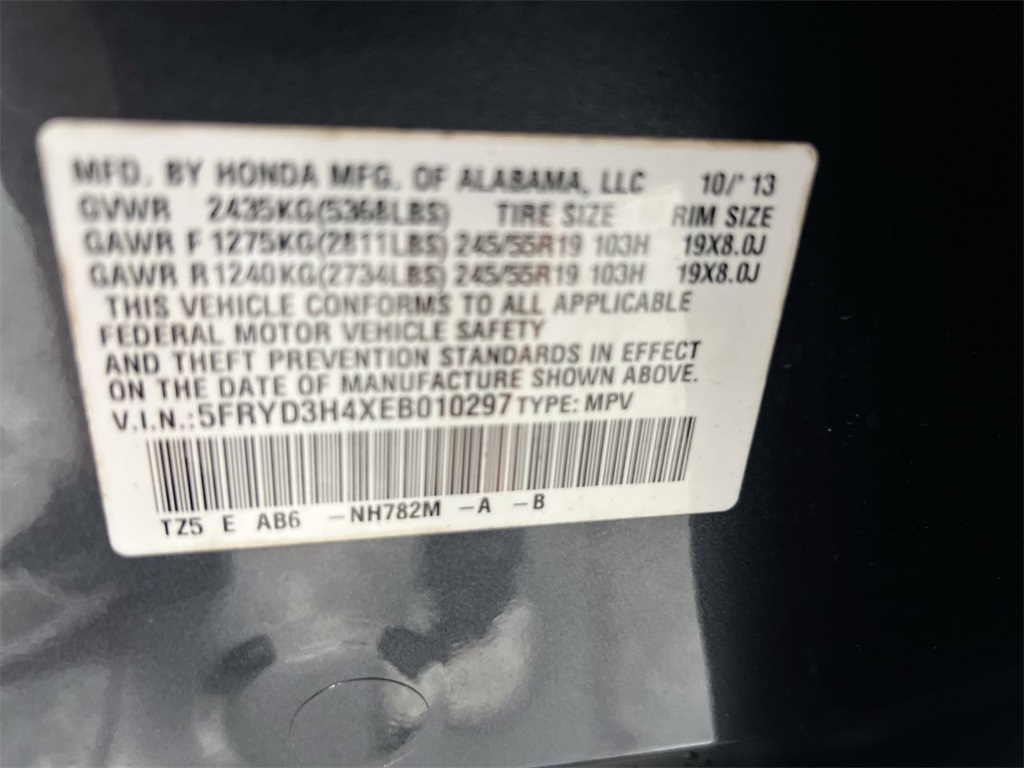 MFD. BY HONDA MFG. OF ALABAMA, LLC 10/'13
GVWR 2435KG(5368LBS) TIRE SIZE RIM SIZE
GAWR F 1275KG(2811LBS) 245/55R19 103H 19X8.0J
GAWR R 1240KG(2734LBS) 245/55R19 103H 19X8.0J
THIS VEHICLE CONFORMS TO ALL APPLICABLE
FEDERAL MOTOR VEHICLE SAFETY
AND THEFT PREVENTION STANDARDS IN EFFECT
ON THE DATE OF MANUFACTURE SHOWN ABOVE.
V.I.N.:5FRYD3H4XEB010297 TYPE: MPV
TZ5 E AB6 -NH782M -A -B